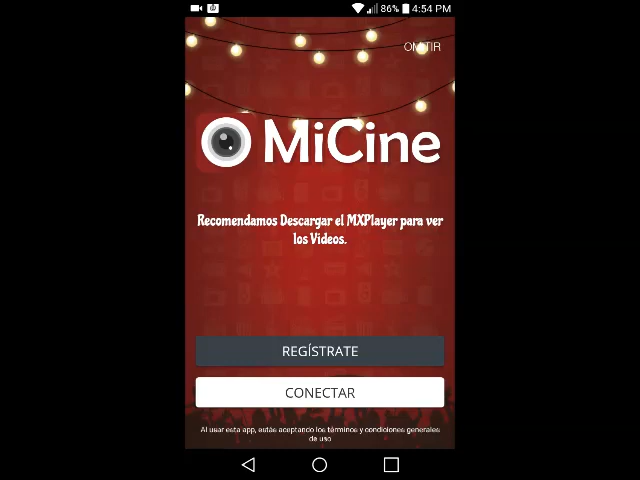 86% 4:54 PM
OMITIR
MiCine
Recomendamos Descargar el MXPlayer para ver
los Videos.
REGÍSTRATE
CONECTAR
Al usar esta app, estás aceptando los términos y condiciones generales
de uso